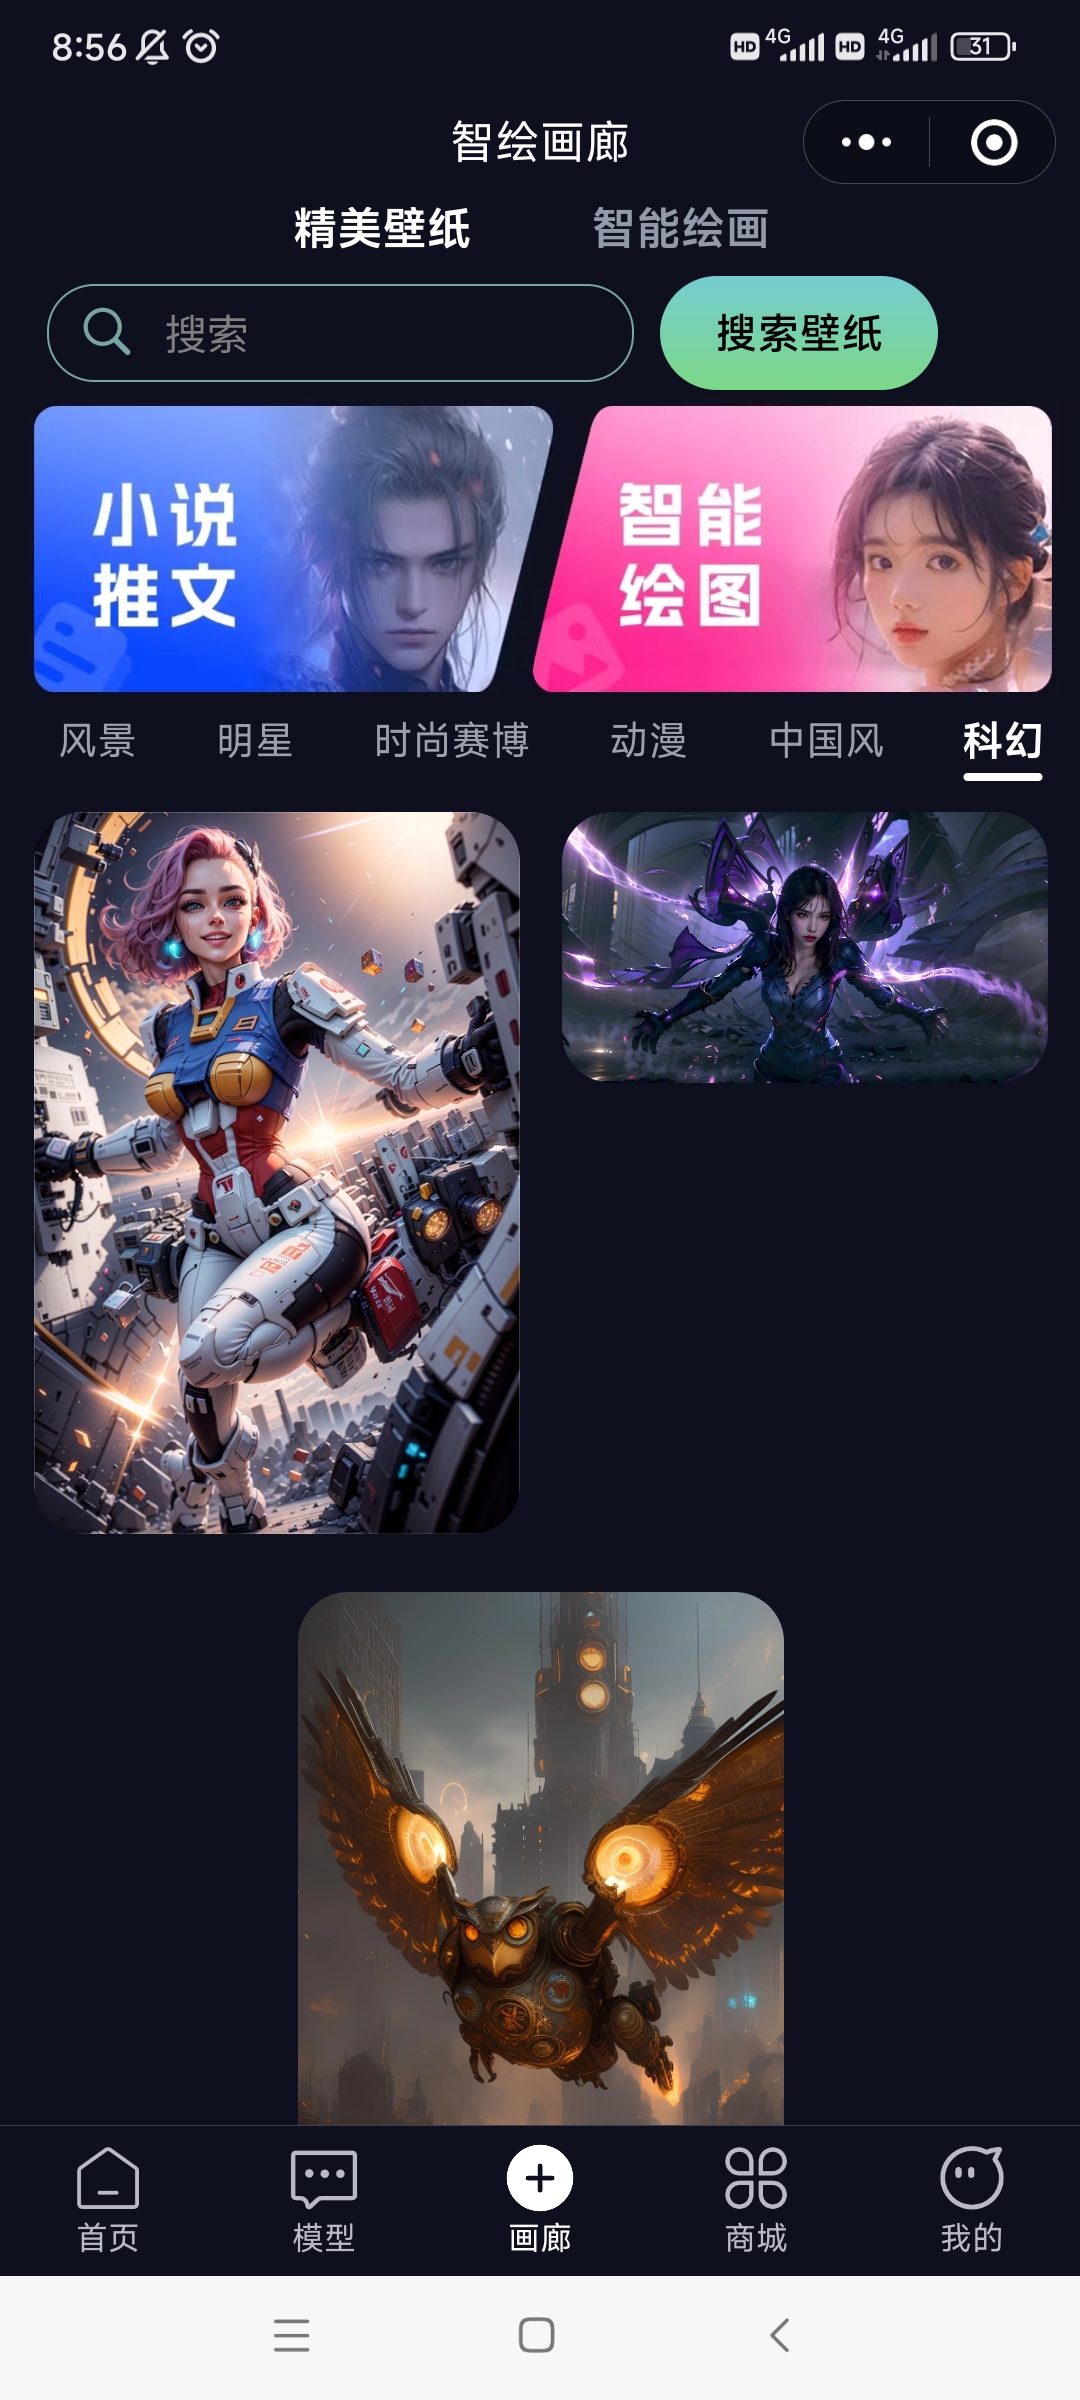 8:56
HD 4G HD 4G 31
智绘画廊
精美壁纸 智能绘画
搜索 搜索壁纸
小说
推文
智能
绘图
风景 明星 时尚赛博 动漫 中国风 科幻
首页 模型 画廊 商城 我的